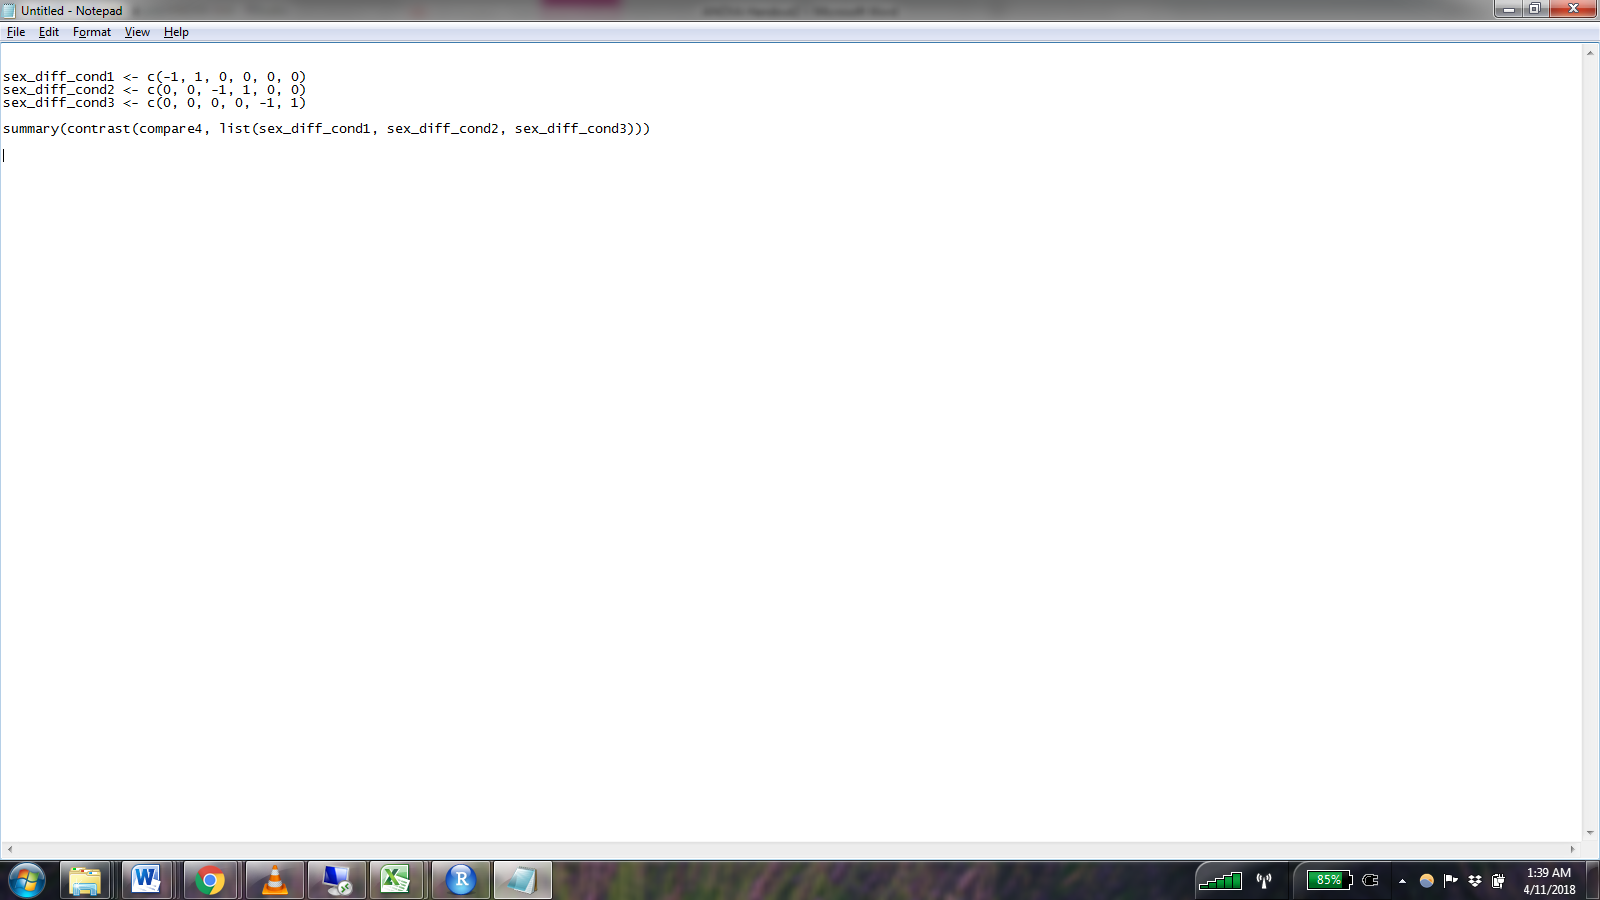 Untitled - Notepad
File Edit Format View Help
sex_diff_cond1 <- c(-1, 1, 0, 0, 0, 0)
sex_diff_cond2 <- c(0, 0, -1, 1, 0, 0)
sex_diff_cond3 <- c(0, 0, 0, 0, -1, 1)
summary(contrast(compare4, list(sex_diff_cond1, sex_diff_cond2, sex_diff_cond3)))
85%
1:39 AM
4/11/2018